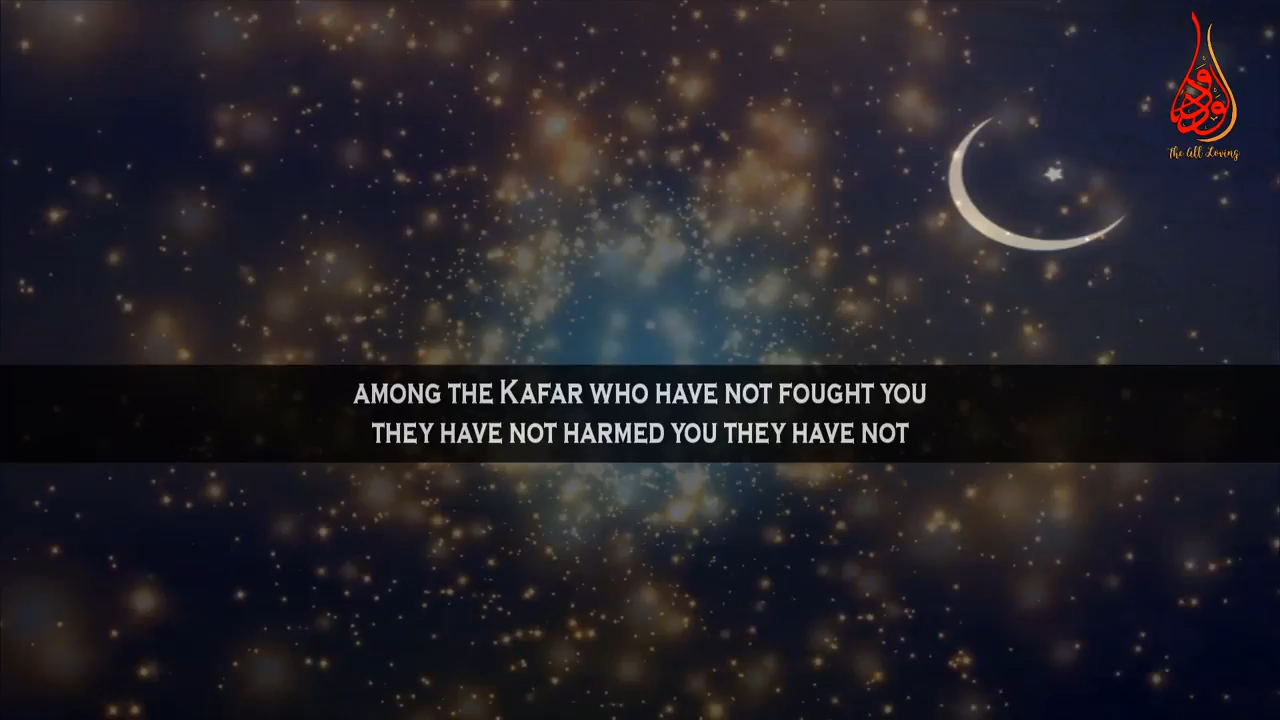 The All Loving
AMONG THE KAFAR WHO HAVE NOT FOUGHT YOU
THEY HAVE NOT HARMED YOU THEY HAVE NOT